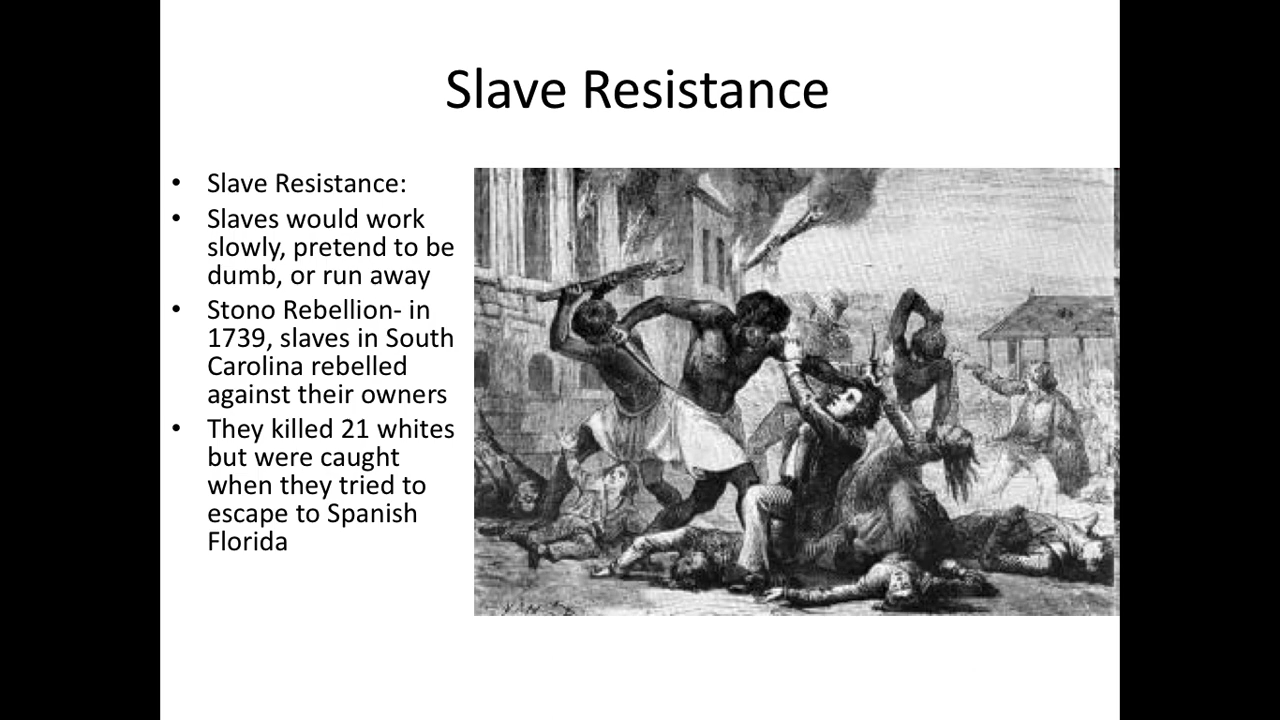 Slave Resistance
• Slave Resistance:
• Slaves would work
slowly, pretend to be
dumb, or run away
• Stono Rebellion- in
1739, slaves in South
Carolina rebelled
against their owners
• They killed 21 whites
but were caught
when they tried to
escape to Spanish
Florida